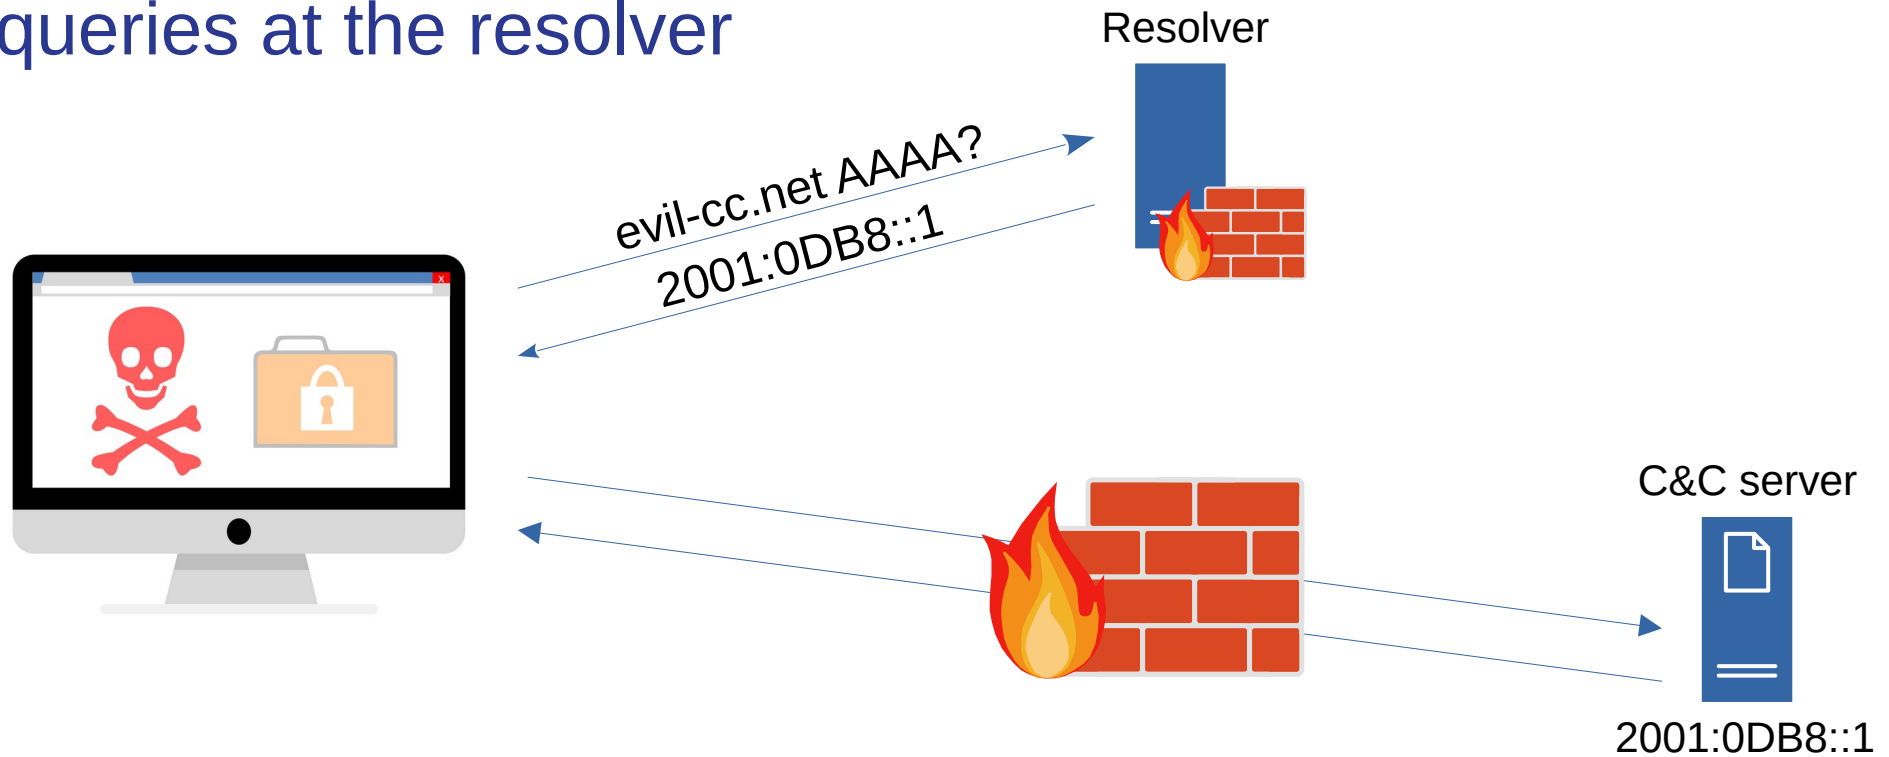 queries at the resolver
Resolver
evil-cc.net AAAA?
2001:0DB8::1
x
C&C server
2001:0DB8::1